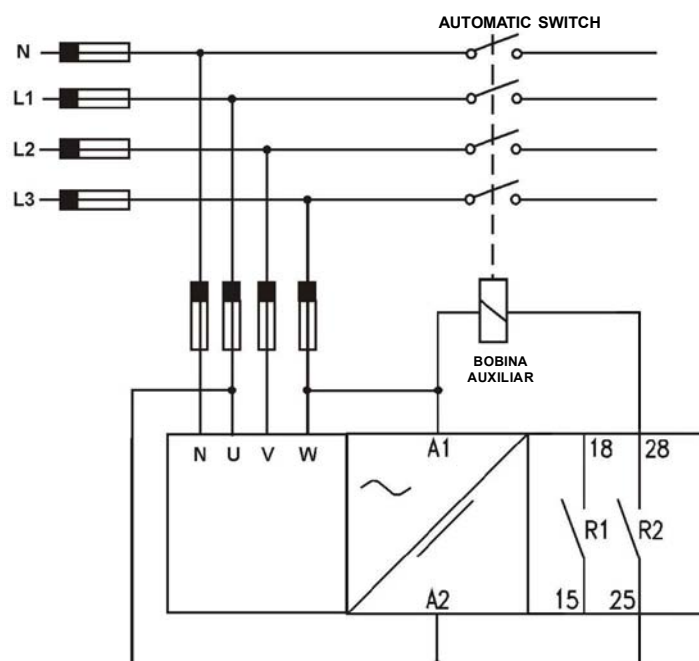 AUTOMATIC SWITCH
N
L1
L2
L3
BOBINA
AUXILIAR
N U V W A1 18 28
R1 R2
A2 15 25